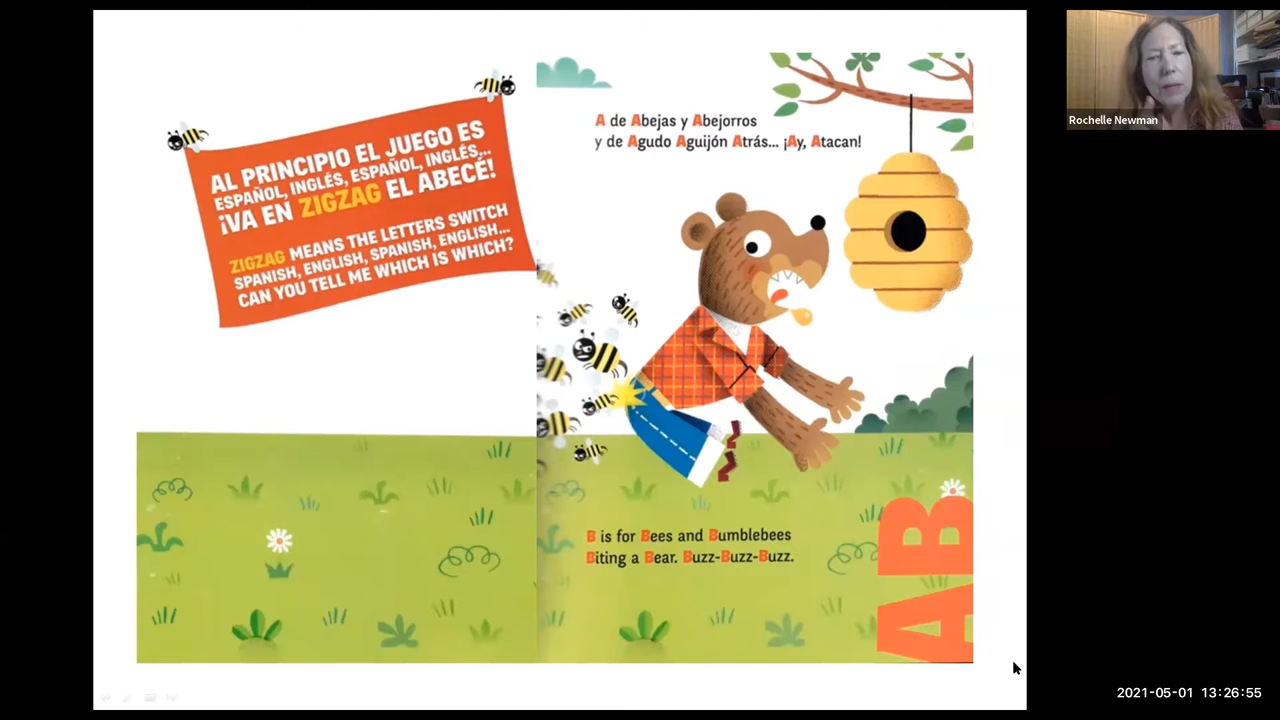 AL PRINCIPIO EL JUEGO ES
ESPAÑOL, INGLÉS, ESPAÑOL, INGLÉS...
¡VA EN ZIGZAG EL ABECÉ!
ZIGZAG MEANS THE LETTERS SWITCH
SPANISH, ENGLISH, SPANISH, ENGLISH...
CAN YOU TELL ME WHICH IS WHICH?
A de Abejas y Abejorros
y de Agudo Aguijón Atrás... ¡Ay, Atacan!
B is for Bees and Bumblebees
Biting a Bear. Buzz-Buzz-Buzz.
AB
Rochelle Newman
2021-05-01 13:26:55